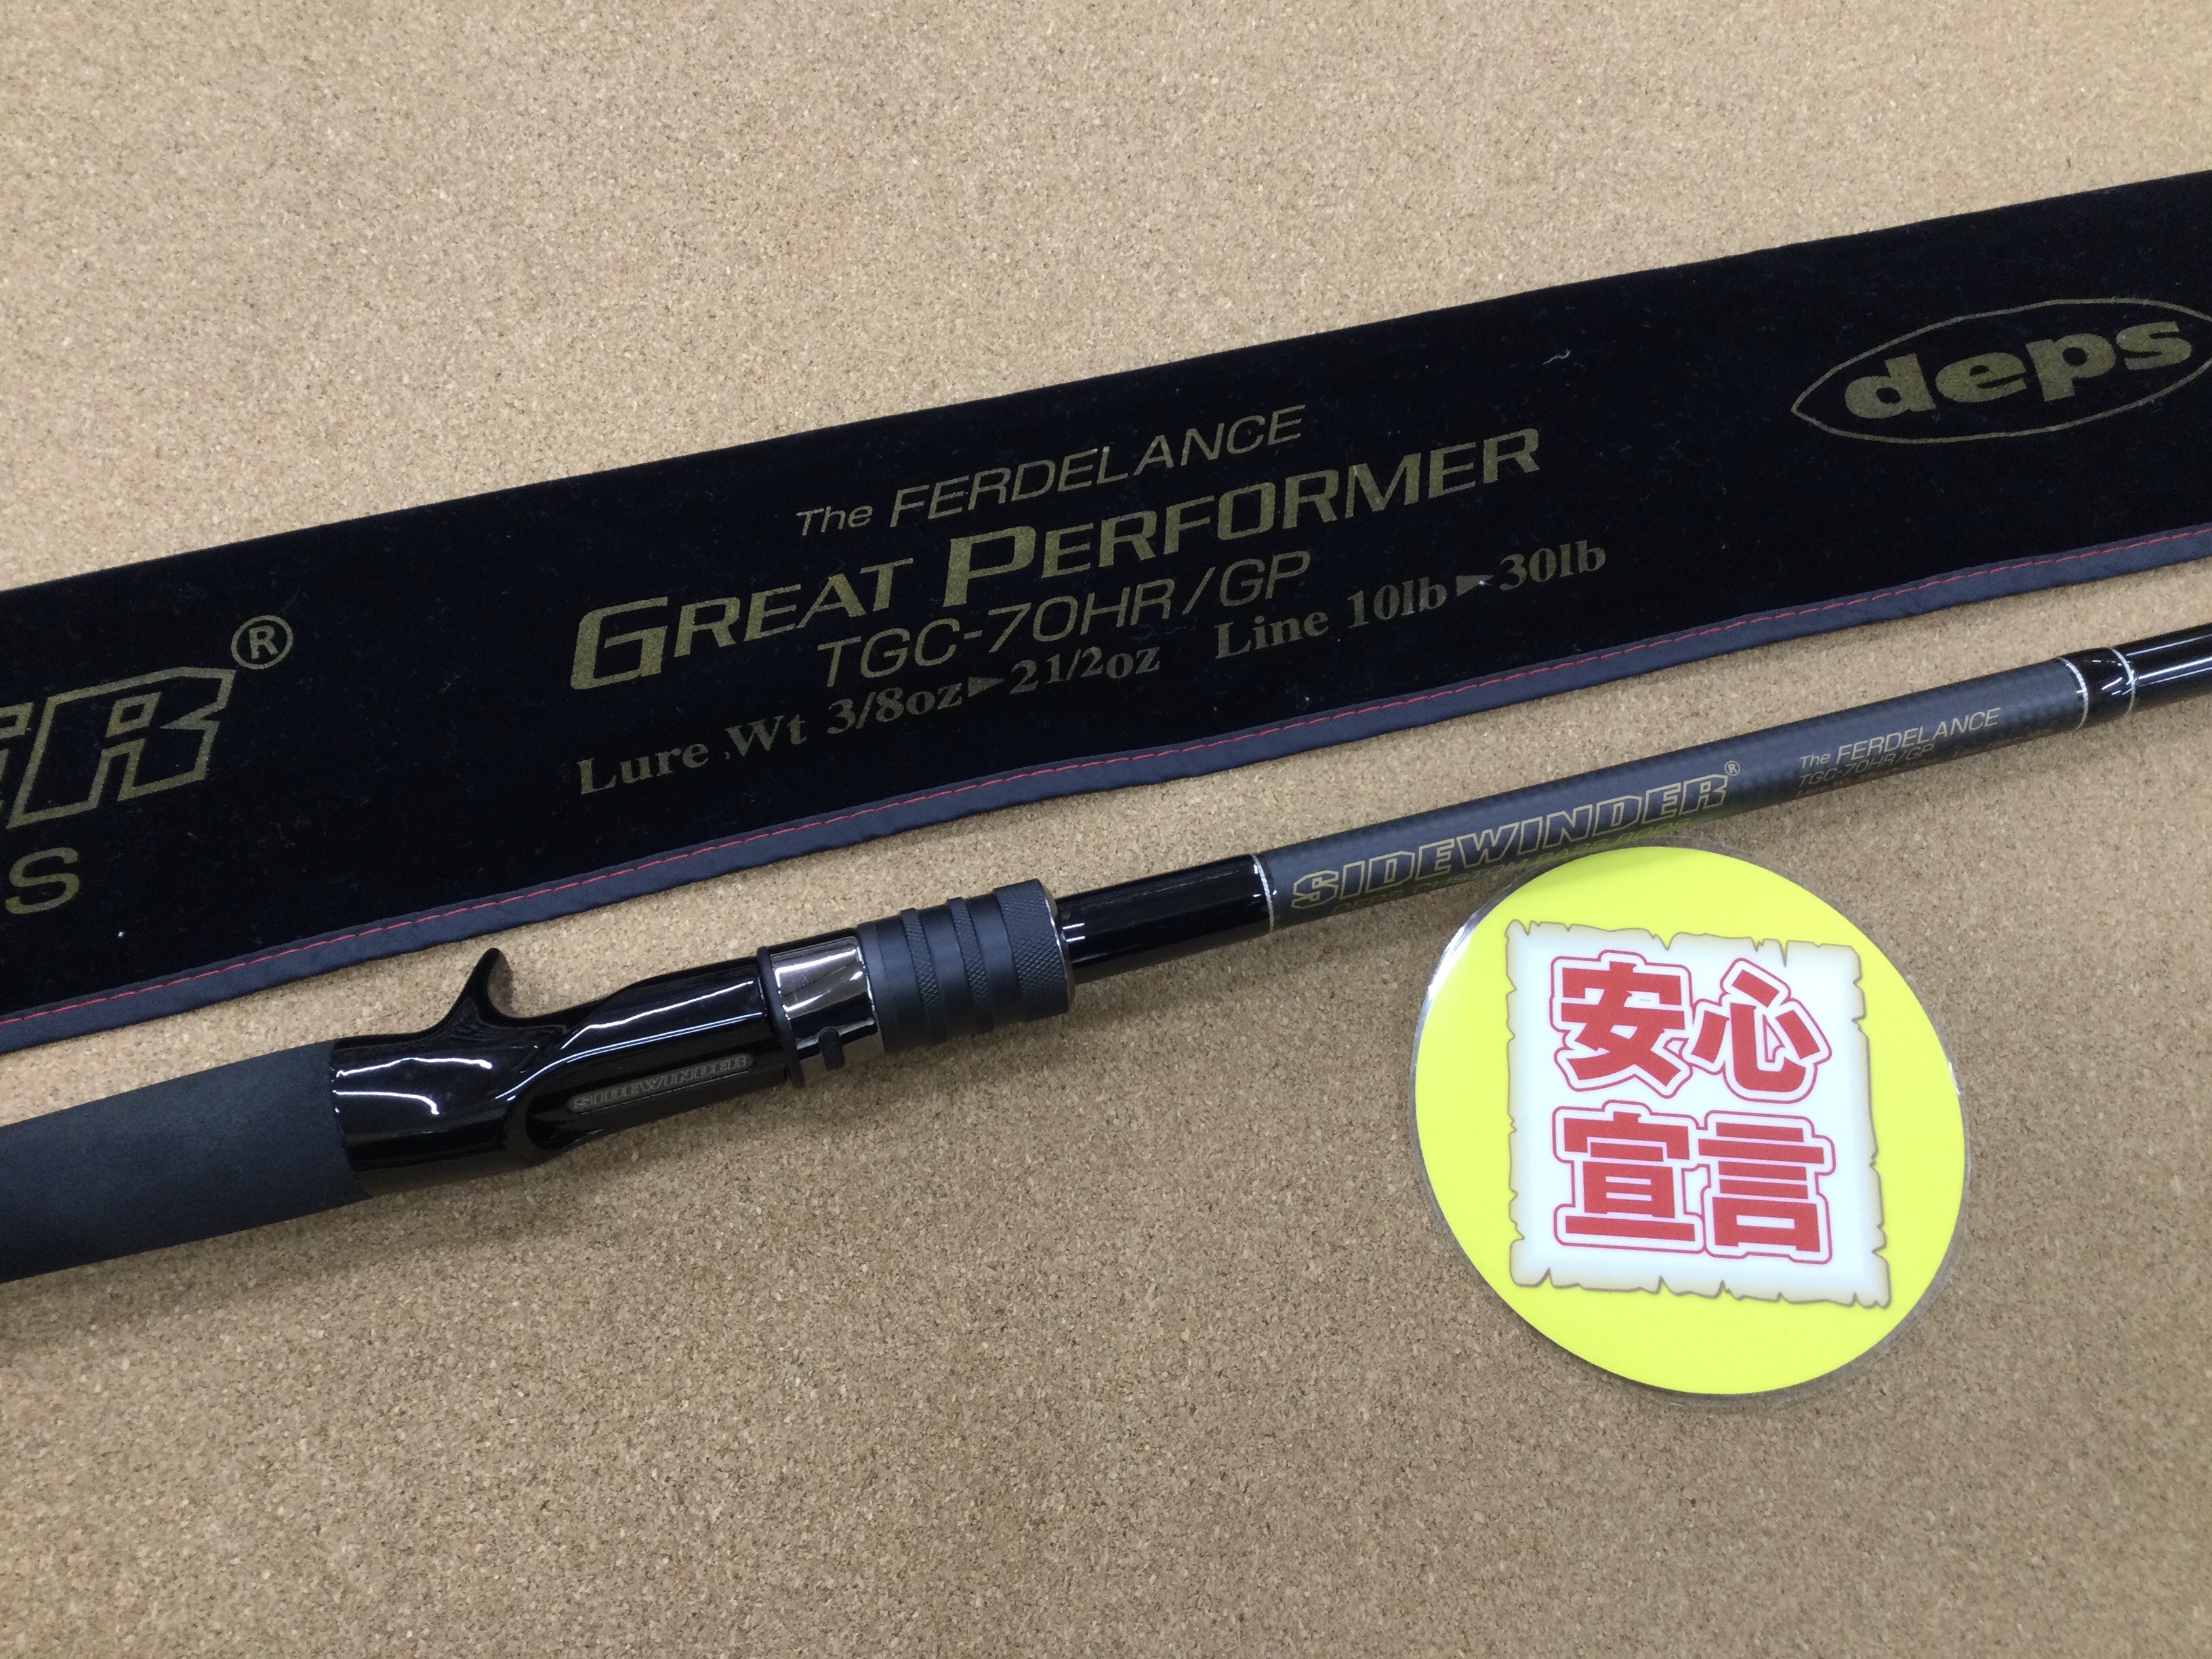 deps
The FERDELANCE
GREAT PERFORMER
TGC-70HR/GP
Lure Wt 3/8oz►21/2oz Line 10lb►30lb
®
The FERDELANCE
TGC-70HR/GP
SIDEWINDER®
SIDEWINDER
安心
宣言